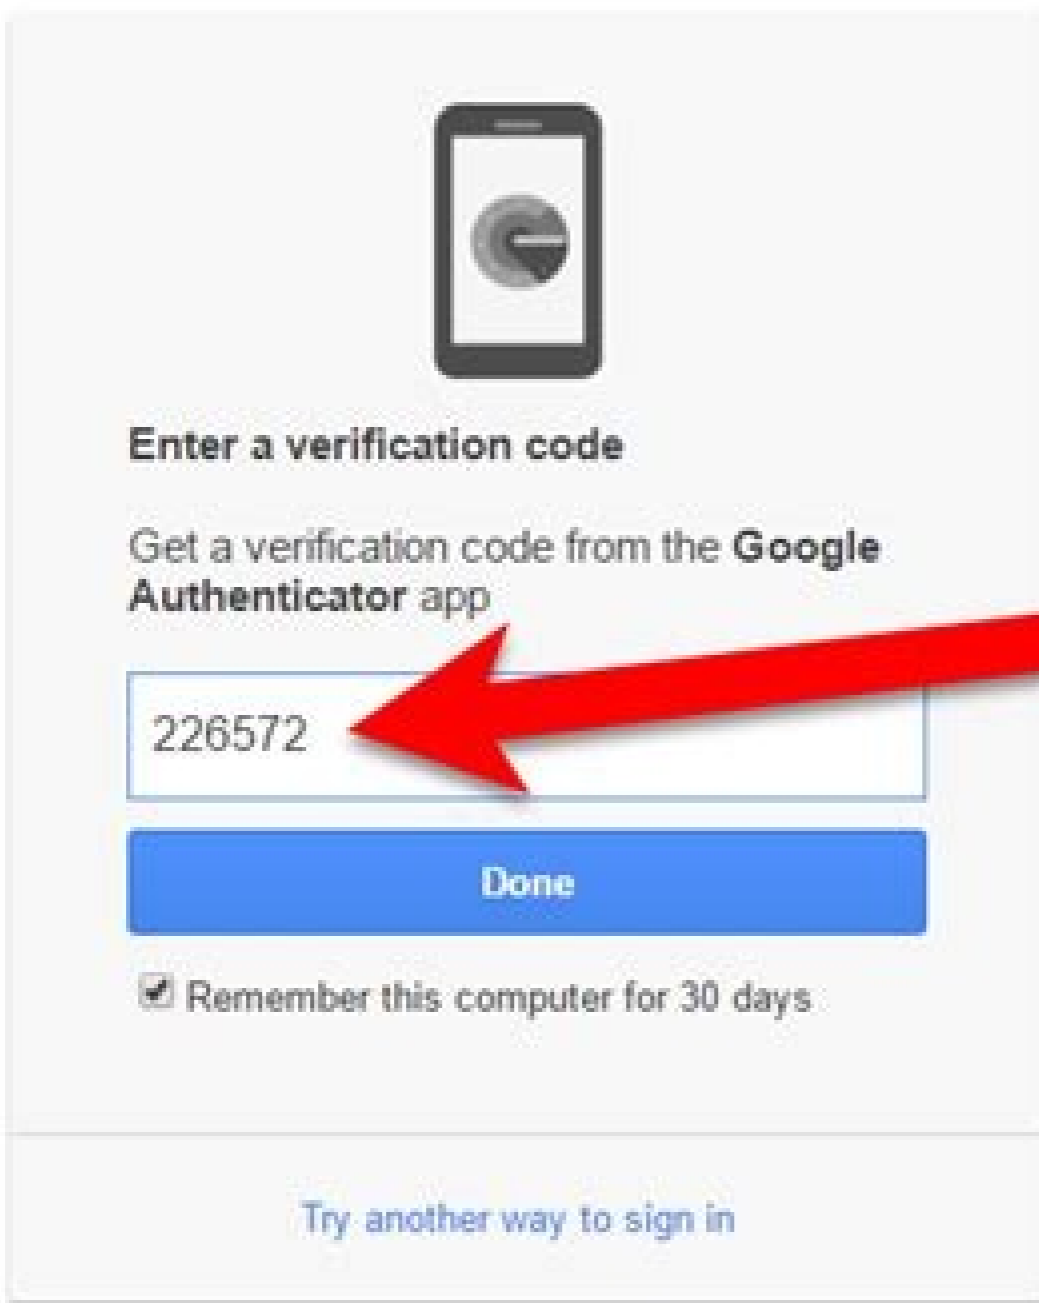 Enter a verification code
Get a verification code from the Google
Authenticator app
226572
Done
Remember this computer for 30 days
Try another way to sign in